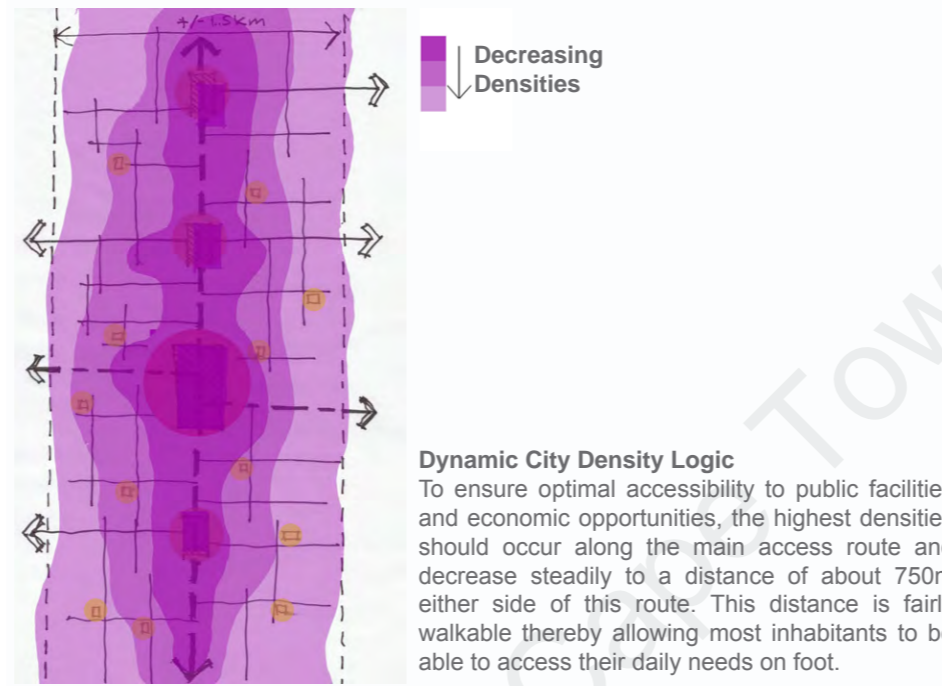 +/- 1.5km
Decreasing
Densities
Dynamic City Density Logic
To ensure optimal accessibility to public facilitie
and economic opportunities, the highest densitie
should occur along the main access route an
decrease steadily to a distance of about 750
either side of this route. This distance is fairl
walkable thereby allowing most inhabitants to b
able to access their daily needs on foot.
Cape Tow